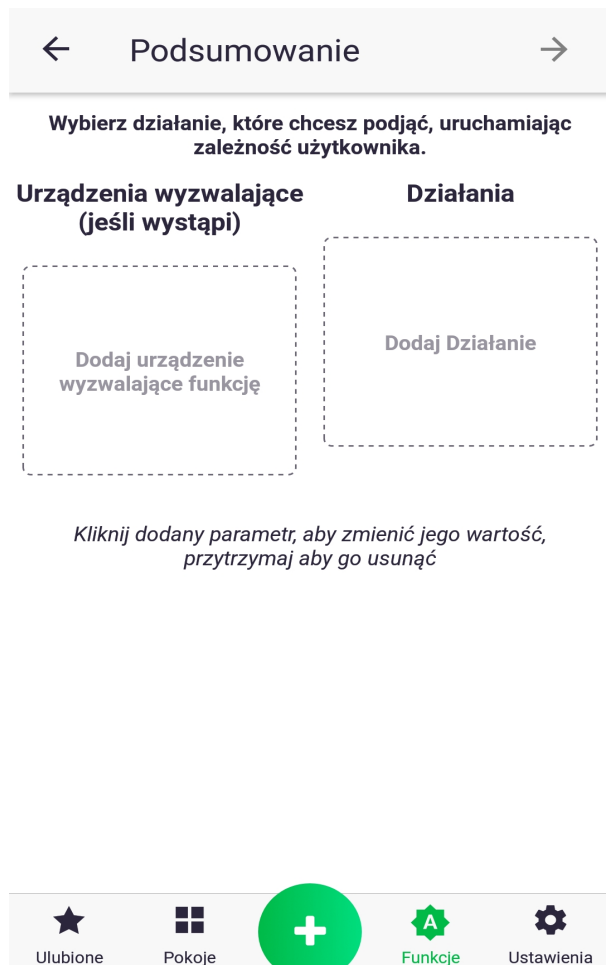 Podsumowanie
Wybierz działanie, które chcesz podjąć, uruchamiając
zależność użytkownika.
Urządzenia wyzwalające
(jeśli wystąpi)
Działania
Dodaj urządzenie
wyzwalające funkcję
Dodaj Działanie
Kliknij dodany parametr, aby zmienić jego wartość,
przytrzymaj aby go usunąć
A
Ulubione
Pokoje
Funkcje
Ustawienia